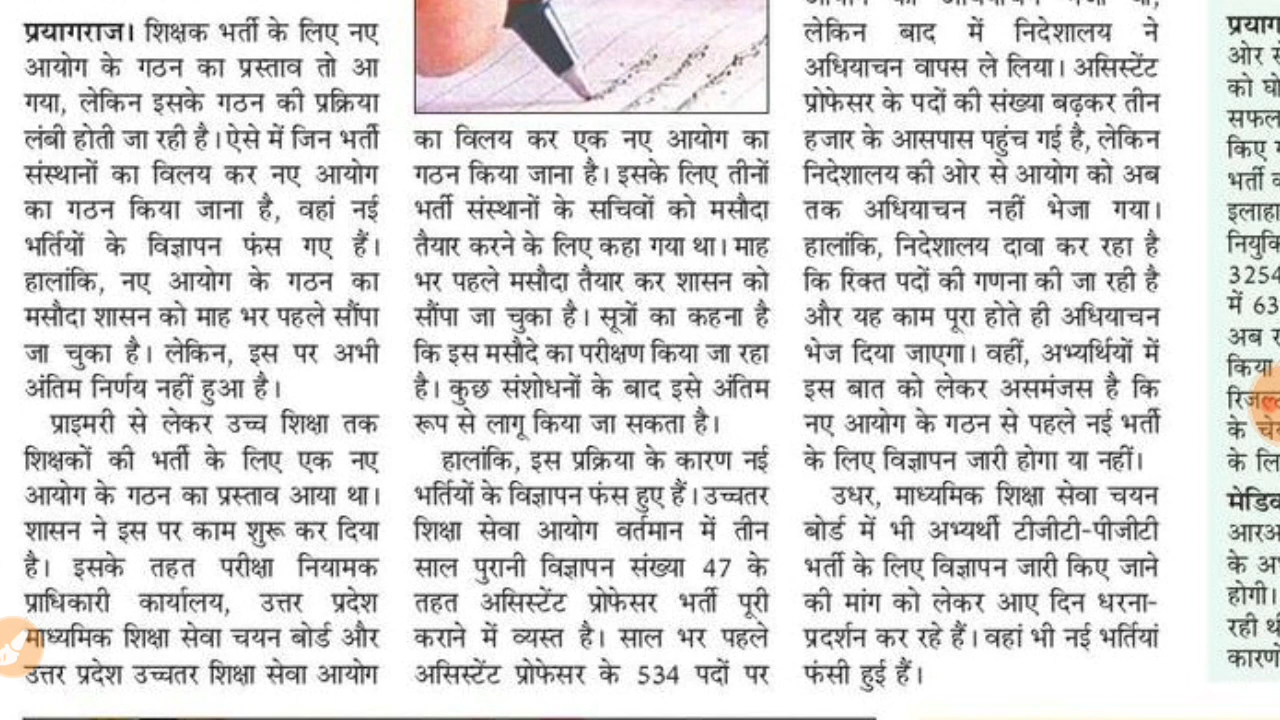 प्रयागराज। शिक्षक भर्ती के लिए नए
आयोग के गठन का प्रस्ताव तो आ
गया, लेकिन इसके गठन की प्रक्रिया
लंबी होती जा रही है। ऐसे में जिन भर्ती
संस्थानों का विलय कर नए आयोग
का गठन किया जाना है, वहां नई
भर्तियों के विज्ञापन फंस गए हैं।
हालांकि, नए आयोग के गठन का
मसौदा शासन को माह भर पहले सौंपा
जा चुका है। लेकिन, इस पर अभी
अंतिम निर्णय नहीं हुआ है।
प्राइमरी से लेकर उच्च शिक्षा तक
शिक्षकों की भर्ती के लिए एक नए
आयोग के गठन का प्रस्ताव आया था।
शासन ने इस पर काम शुरू कर दिया
है। इसके तहत परीक्षा नियामक
प्राधिकारी कार्यालय, उत्तर प्रदेश
माध्यमिक शिक्षा सेवा चयन बोर्ड और
उत्तर प्रदेश उच्चतर शिक्षा सेवा आयोग
का विलय कर एक नए आयोग का
गठन किया जाना है। इसके लिए तीनों
भर्ती संस्थानों के सचिवों को मसौदा
तैयार करने के लिए कहा गया था। माह
भर पहले मसौदा तैयार कर शासन को
सौंपा जा चुका है। सूत्रों का कहना है
कि इस मसौदे का परीक्षण किया जा रहा
है। कुछ संशोधनों के बाद इसे अंतिम
रूप से लागू किया जा सकता है।
हालांकि, इस प्रक्रिया के कारण नई
भर्तियों के विज्ञापन फंस हुए हैं। उच्चतर
शिक्षा सेवा आयोग वर्तमान में तीन
साल पुरानी विज्ञापन संख्या 47 के
तहत असिस्टेंट प्रोफेसर भर्ती पूरी
कराने में व्यस्त है। साल भर पहले
असिस्टेंट प्रोफेसर के 534 पदों पर
लेकिन बाद में निदेशालय ने
अधियाचन वापस ले लिया। असिस्टेंट
प्रोफेसर के पदों की संख्या बढ़कर तीन
हजार के आसपास पहुंच गई है, लेकिन
निदेशालय की ओर से आयोग को अब
तक अधियाचन नहीं भेजा गया।
हालांकि, निदेशालय दावा कर रहा है
कि रिक्त पदों की गणना की जा रही है
और यह काम पूरा होते ही अधियाचन
भेज दिया जाएगा। वहीं, अभ्यर्थियों में
इस बात को लेकर असमंजस है कि
नए आयोग के गठन से पहले नई भर्ती
के लिए विज्ञापन जारी होगा या नहीं।
उधर, माध्यमिक शिक्षा सेवा चयन
बोर्ड में भी अभ्यर्थी टीजीटी-पीजीटी
भर्ती के लिए विज्ञापन जारी किए जाने
की मांग को लेकर आए दिन धरना-
प्रदर्शन कर रहे हैं। वहां भी नई भर्तियां
फंसी हुई हैं।
ओर
को
किए
भर्ती
3254
में 63
अब
किया
के
के
के
होगी।
रही